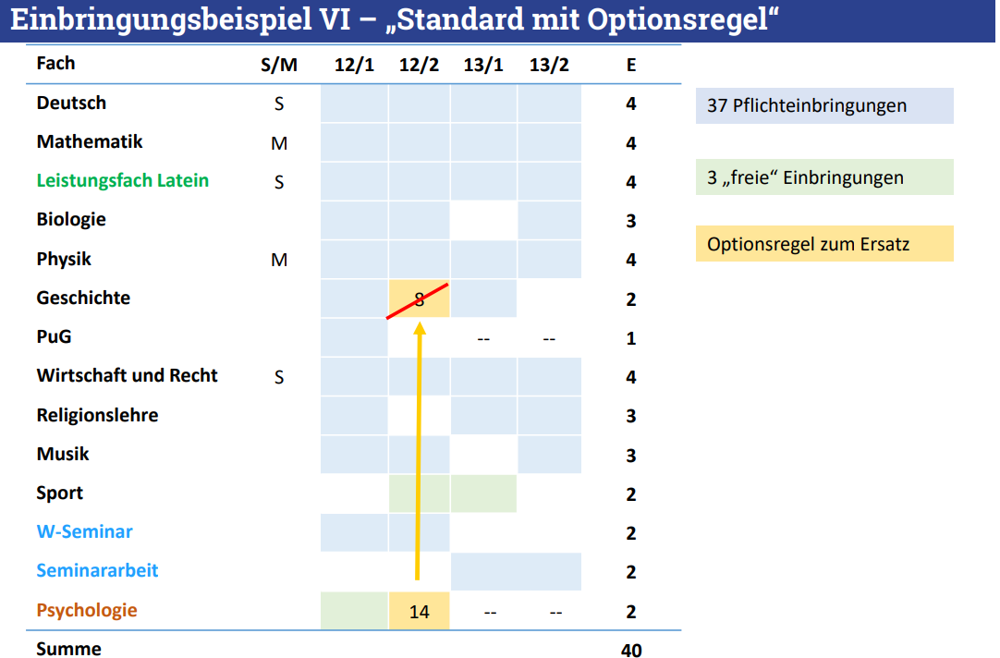 Einbringungsbeispiel VI – „Standard mit Optionsregel“
Fach S/M 12/1 12/2 13/1 13/2 E
Deutsch S 4
37 Pflichteinbringungen
Mathematik M 4
Leistungsfach Latein S 4
3 „freie“ Einbringungen
Biologie 3
Optionsregel zum Ersatz
Physik M 4
Geschichte 8 2
PuG -- -- 1
Wirtschaft und Recht S 4
Religionslehre 3
Musik 3
Sport 2
W-Seminar 2
Seminararbeit 2
Psychologie 14 -- -- 2
Summe 40